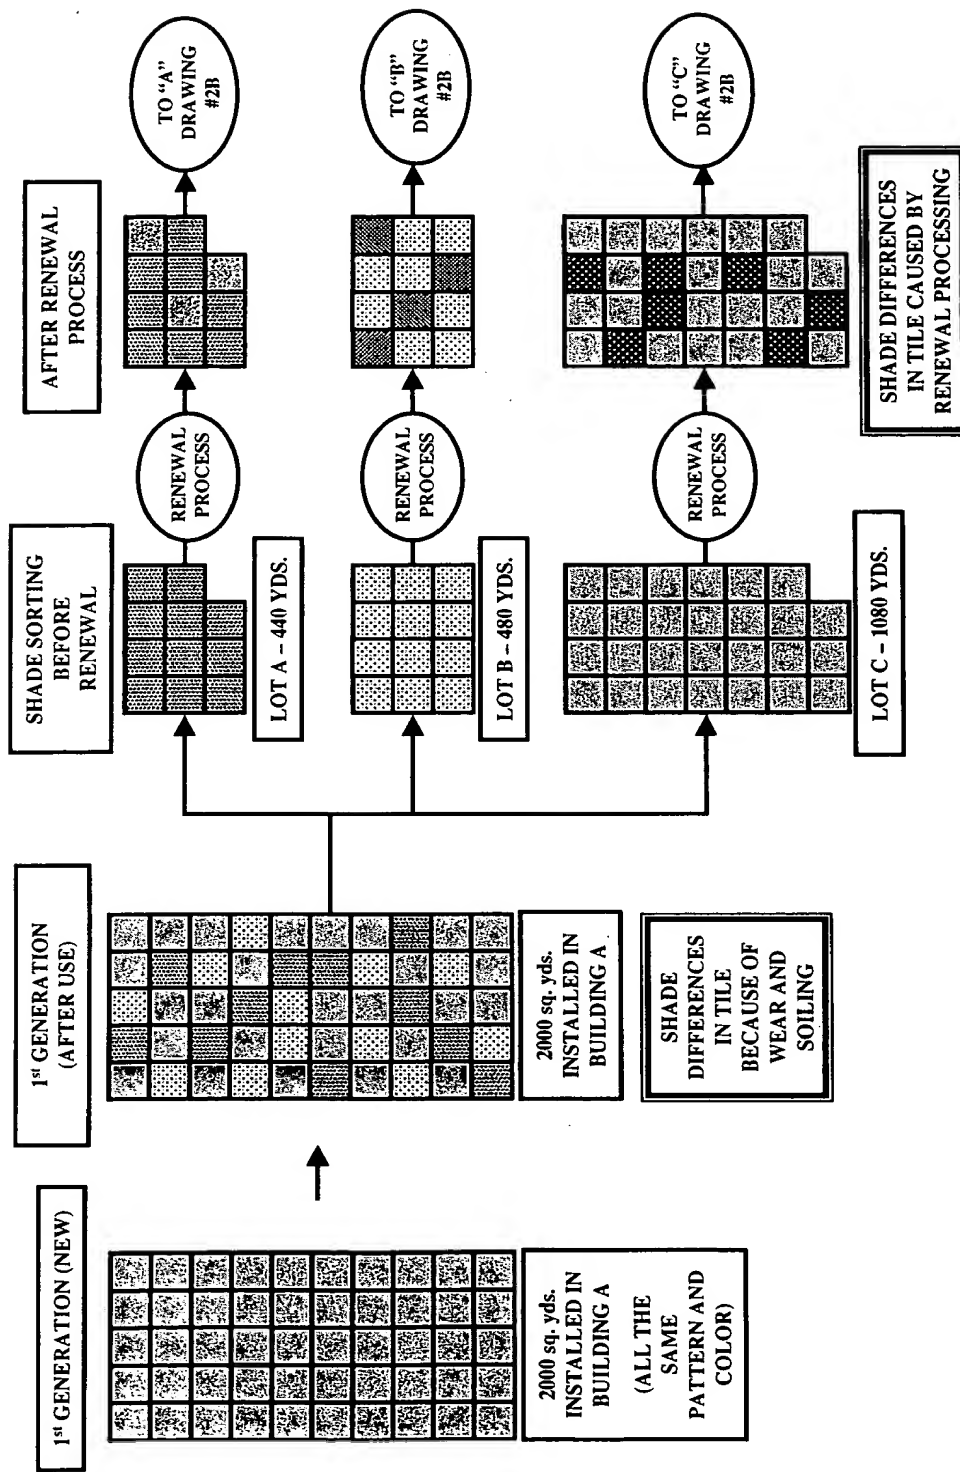 1st GENERATION (NEW)
2000 sq. yds.
INSTALLED IN
BUILDING A
(ALL THE
SAME
PATTERN AND
COLOR)
1st GENERATION
(AFTER USE)
2000 sq. yds.
INSTALLED IN
BUILDING A
SHADE
DIFFERENCES
IN TILE
BECAUSE OF
WEAR AND
SOILING
SHADE SORTING
BEFORE
RENEWAL
LOT A – 440 YDS.
LOT B – 480 YDS.
LOT C – 1080 YDS.
RENEWAL
PROCESS
RENEWAL
PROCESS
RENEWAL
PROCESS
AFTER RENEWAL
PROCESS
SHADE DIFFERENCES
IN TILE CAUSED BY
RENEWAL PROCESSING
TO “A”
DRAWING
#2B
TO “B”
DRAWING
#2B
TO “C”
DRAWING
#2B